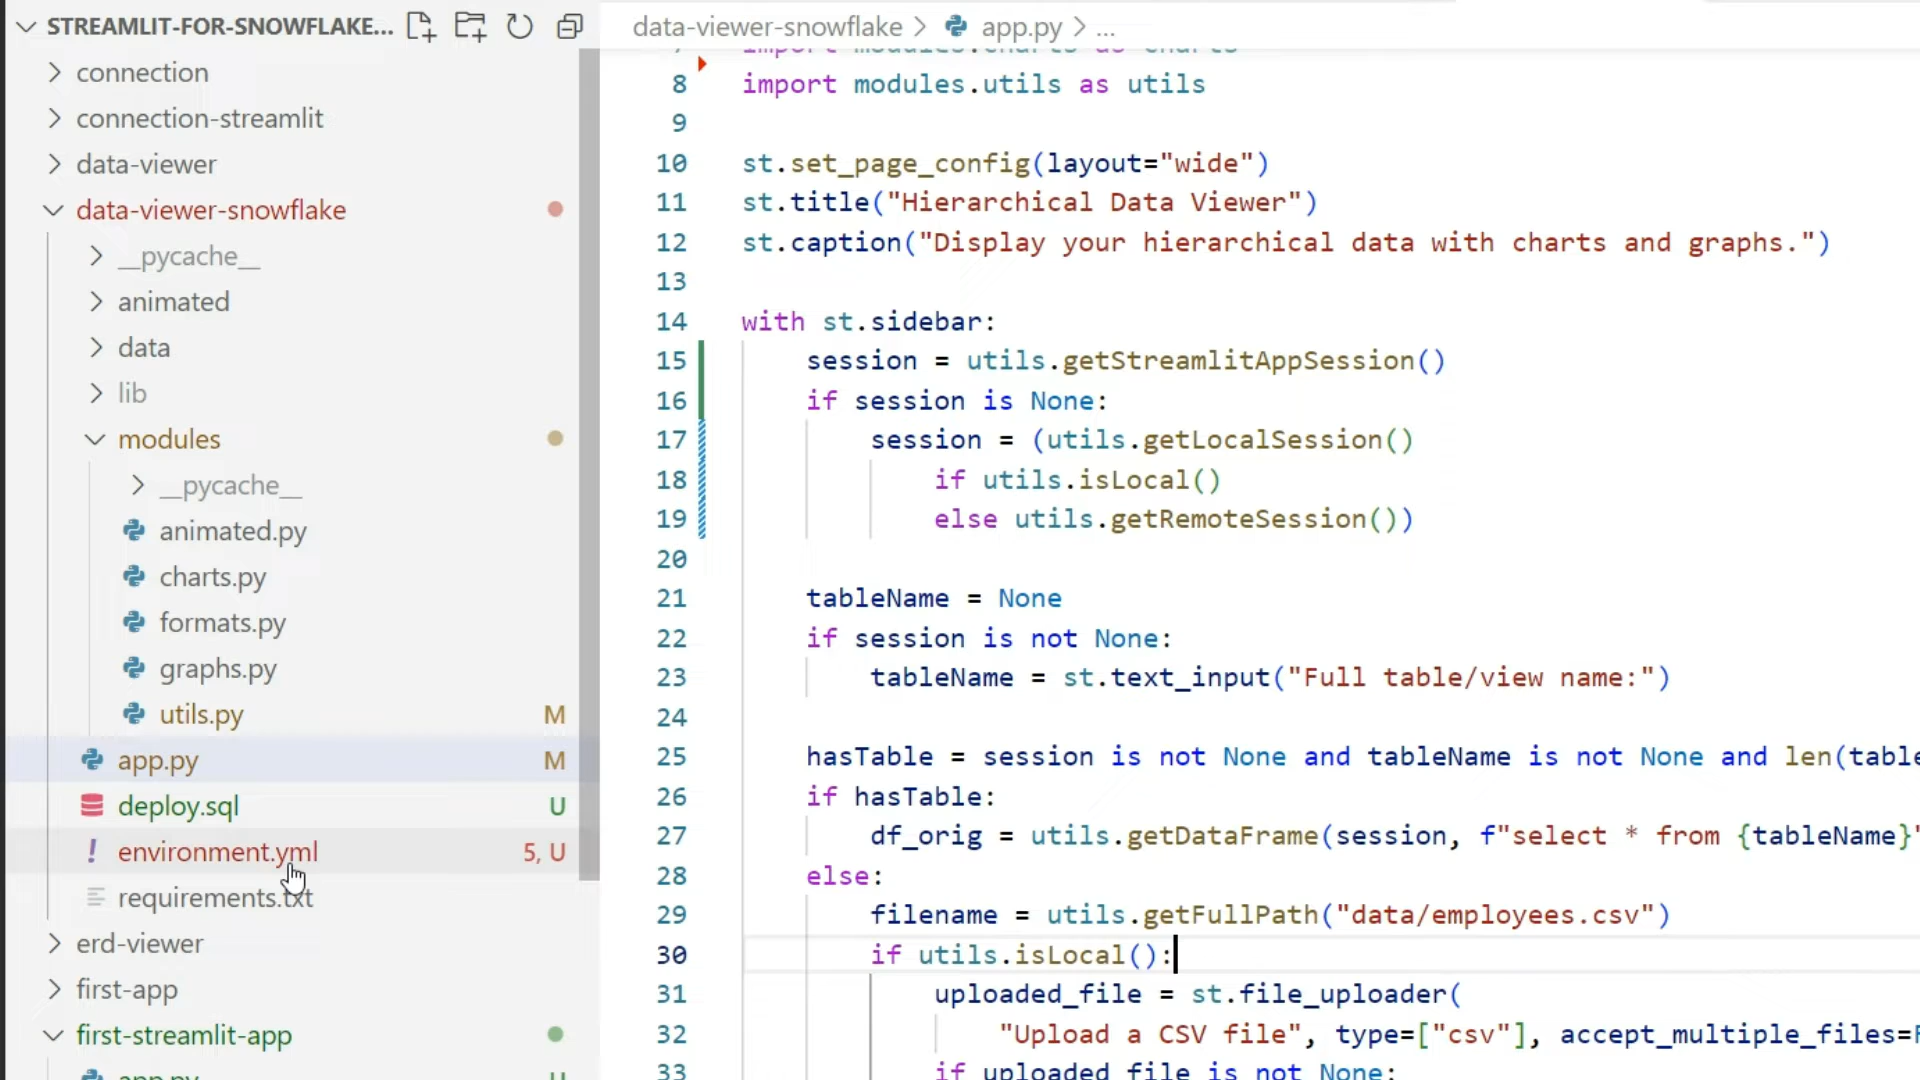 STREAMLIT-FOR-SNOWFLAKE...
connection
connection-streamlit
data-viewer
data-viewer-snowflake
__pycache__
animated
data
lib
modules
__pycache__
animated.py
charts.py
formats.py
graphs.py
utils.py M
app.py M
deploy.sql U
! environment.yml 5, U
requirements.txt
erd-viewer
first-app
first-streamlit-app
app.py U
data-viewer-snowflake > app.py > ...
7 import modules.charts as charts
8 import modules.utils as utils
9
10 st.set_page_config(layout="wide")
11 st.title("Hierarchical Data Viewer")
12 st.caption("Display your hierarchical data with charts and graphs.")
13
14 with st.sidebar:
15 session = utils.getStreamlitAppSession()
16 if session is None:
17 session = (utils.getLocalSession()
18 if utils.isLocal()
19 else utils.getRemoteSession())
20
21 tableName = None
22 if session is not None:
23 tableName = st.text_input("Full table/view name:")
24
25 hasTable = session is not None and tableName is not None and len(table
26 if hasTable:
27 df_orig = utils.getDataFrame(session, f"select * from {tableName}"
28 else:
29 filename = utils.getFullPath("data/employees.csv")
30 if utils.isLocal():
31 uploaded_file = st.file_uploader(
32 "Upload a CSV file", type=["csv"], accept_multiple_files=F
33 if uploaded_file is not None: